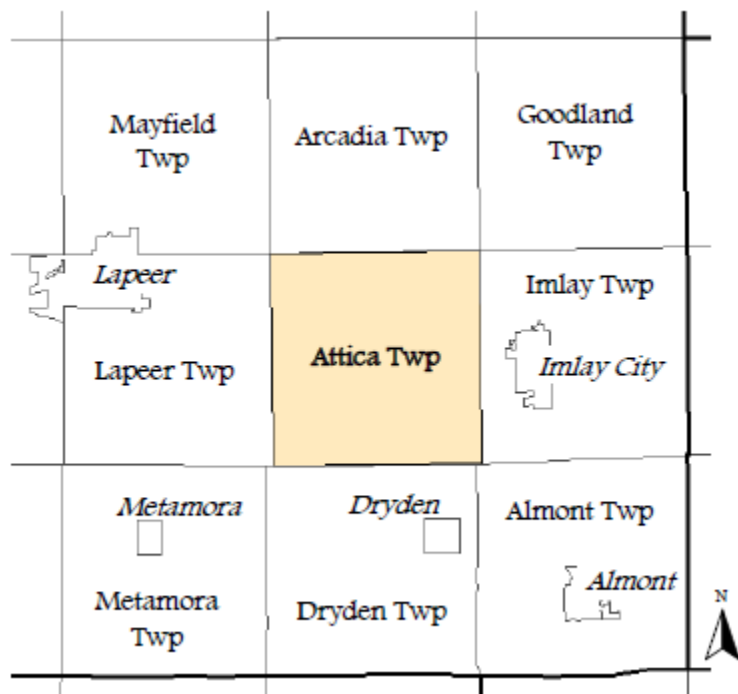 Mayfield
Twp
Arcadia Twp
Goodland
Twp
Lapeer
Imlay Twp
Lapeer Twp
Attica Twp
Imlay City
Metamora
Dryden
Almont Twp
Almont
Metamora
Twp
Dryden Twp
N